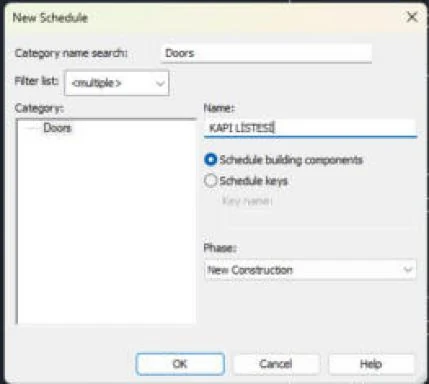 New Schedule
Category name search:
Doors
Filter list:
<multiple>
Category:
Doors
Name:
KAPI LİSTESİ
Schedule building components
Schedule keys
Key name:
Phase:
New Construction
OK
Cancel
Help